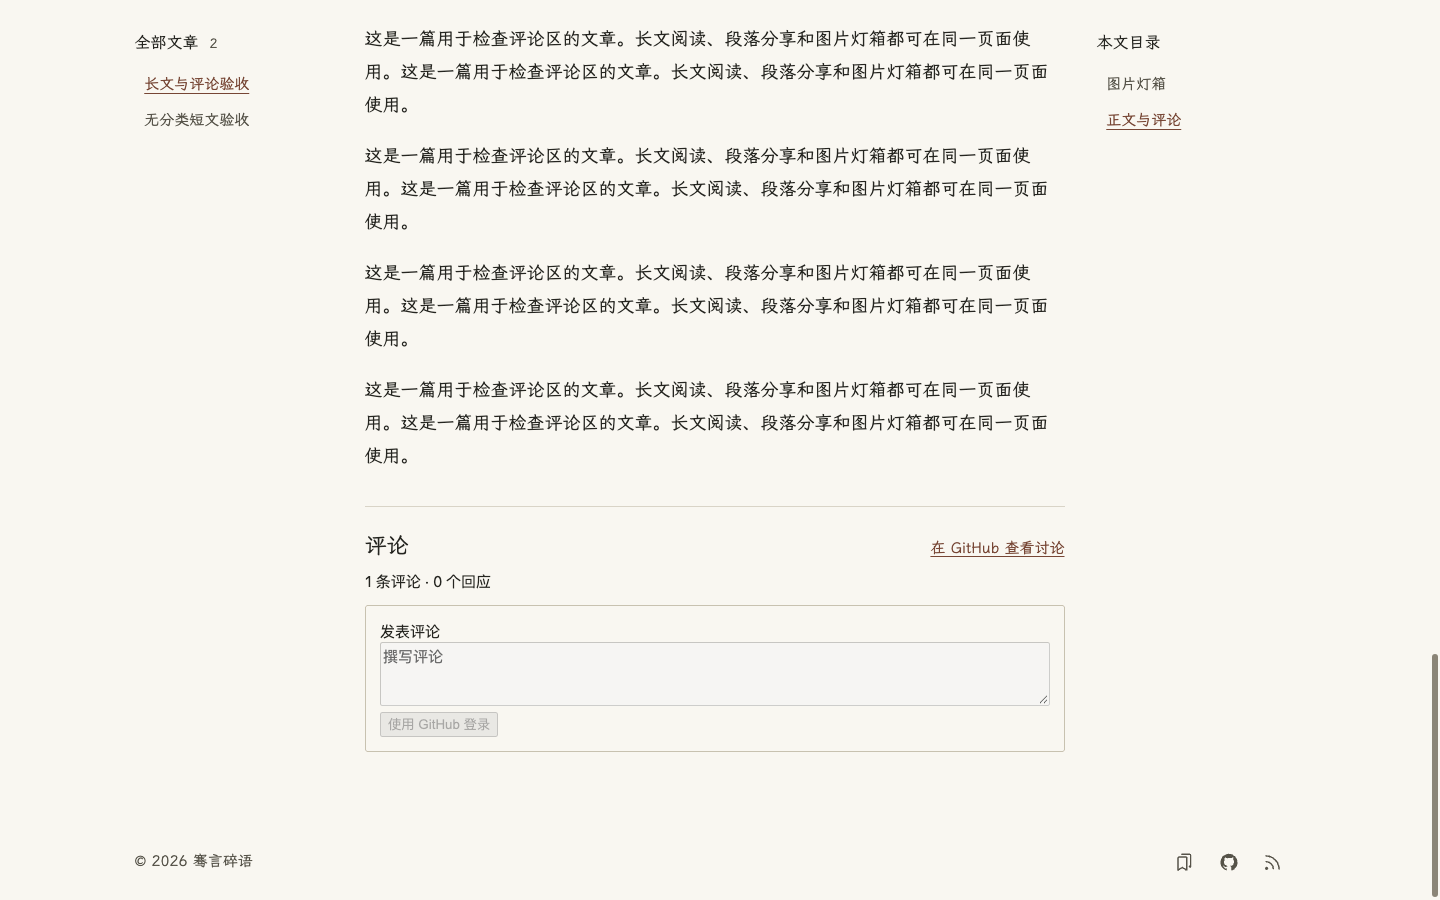 全部文章 2
长文与评论验收
无分类短文验收
这是一篇用于检查评论区的文章。长文阅读、段落分享和图片灯箱都可在同一页面使
用。这是一篇用于检查评论区的文章。长文阅读、段落分享和图片灯箱都可在同一页面
使用。
这是一篇用于检查评论区的文章。长文阅读、段落分享和图片灯箱都可在同一页面使
用。这是一篇用于检查评论区的文章。长文阅读、段落分享和图片灯箱都可在同一页面
使用。
这是一篇用于检查评论区的文章。长文阅读、段落分享和图片灯箱都可在同一页面使
用。这是一篇用于检查评论区的文章。长文阅读、段落分享和图片灯箱都可在同一页面
使用。
这是一篇用于检查评论区的文章。长文阅读、段落分享和图片灯箱都可在同一页面使
用。这是一篇用于检查评论区的文章。长文阅读、段落分享和图片灯箱都可在同一页面
使用。
本文目录
图片灯箱
正文与评论
评论
在 GitHub 查看讨论
1 条评论 · 0 个回应
发表评论
撰写评论
使用 GitHub 登录
© 2026 骞言碎语